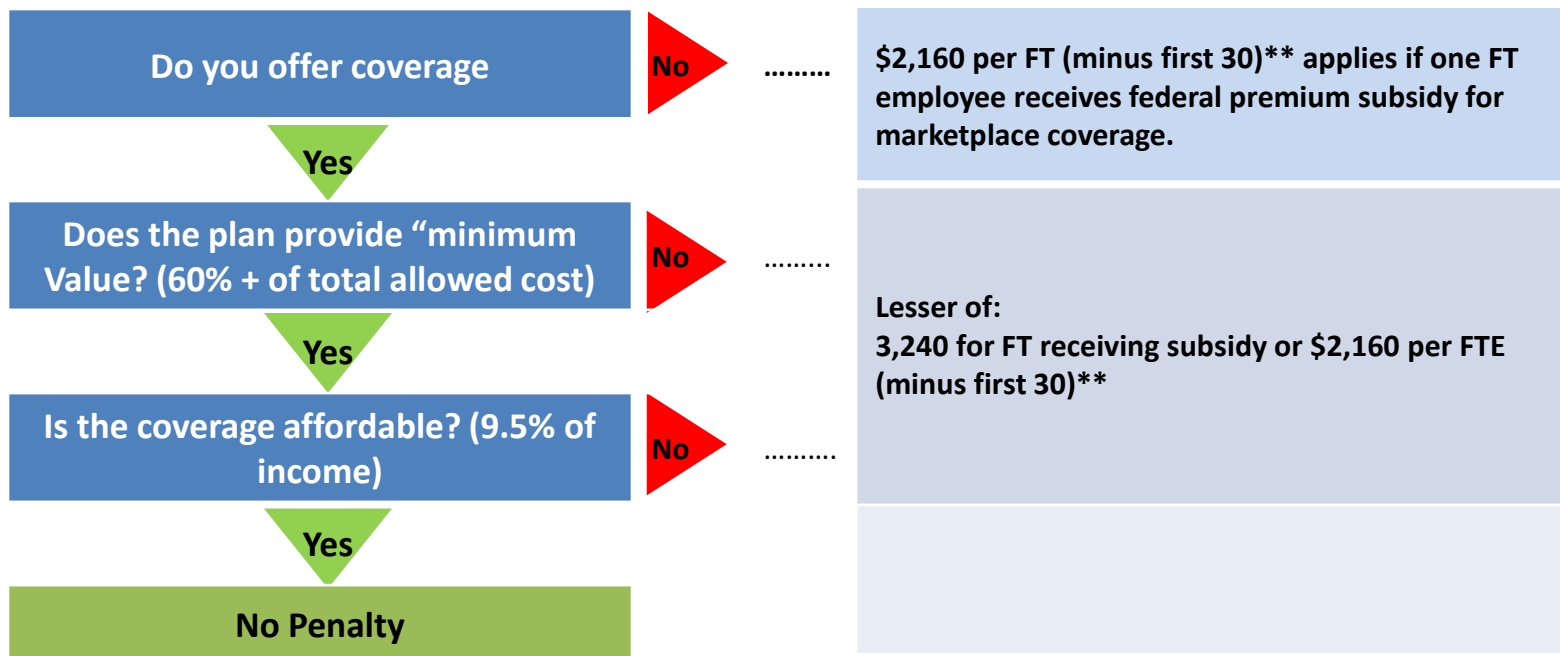 Do you offer coverage
No
.........
$2,160 per FT (minus first 30)** applies if one FT
employee receives federal premium subsidy for
marketplace coverage.
Yes
Does the plan provide “minimum
Value? (60% + of total allowed cost)
No
.........
Lesser of:
3,240 for FT receiving subsidy or $2,160 per FTE
(minus first 30)**
Yes
Is the coverage affordable? (9.5% of
income)
No
..........
Yes
No Penalty